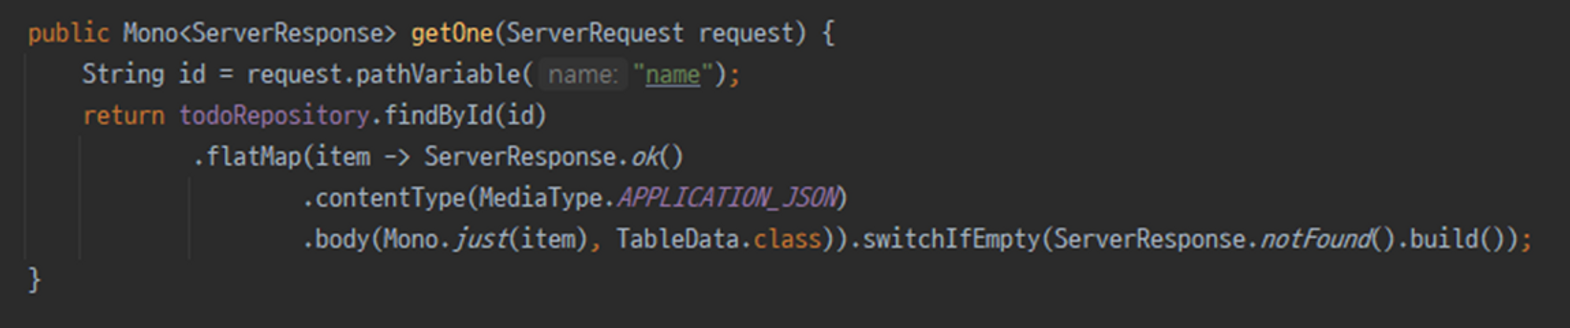 public Mono<ServerResponse> getOne(ServerRequest request) {
String id = request.pathVariable( name: "name");
return todoRepository.findById(id)
.flatMap(item -> ServerResponse.ok()
.contentType(MediaType.APPLICATION_JSON)
.body(Mono.just(item), TableData.class)).switchIfEmpty(ServerResponse.notFound().build());
}